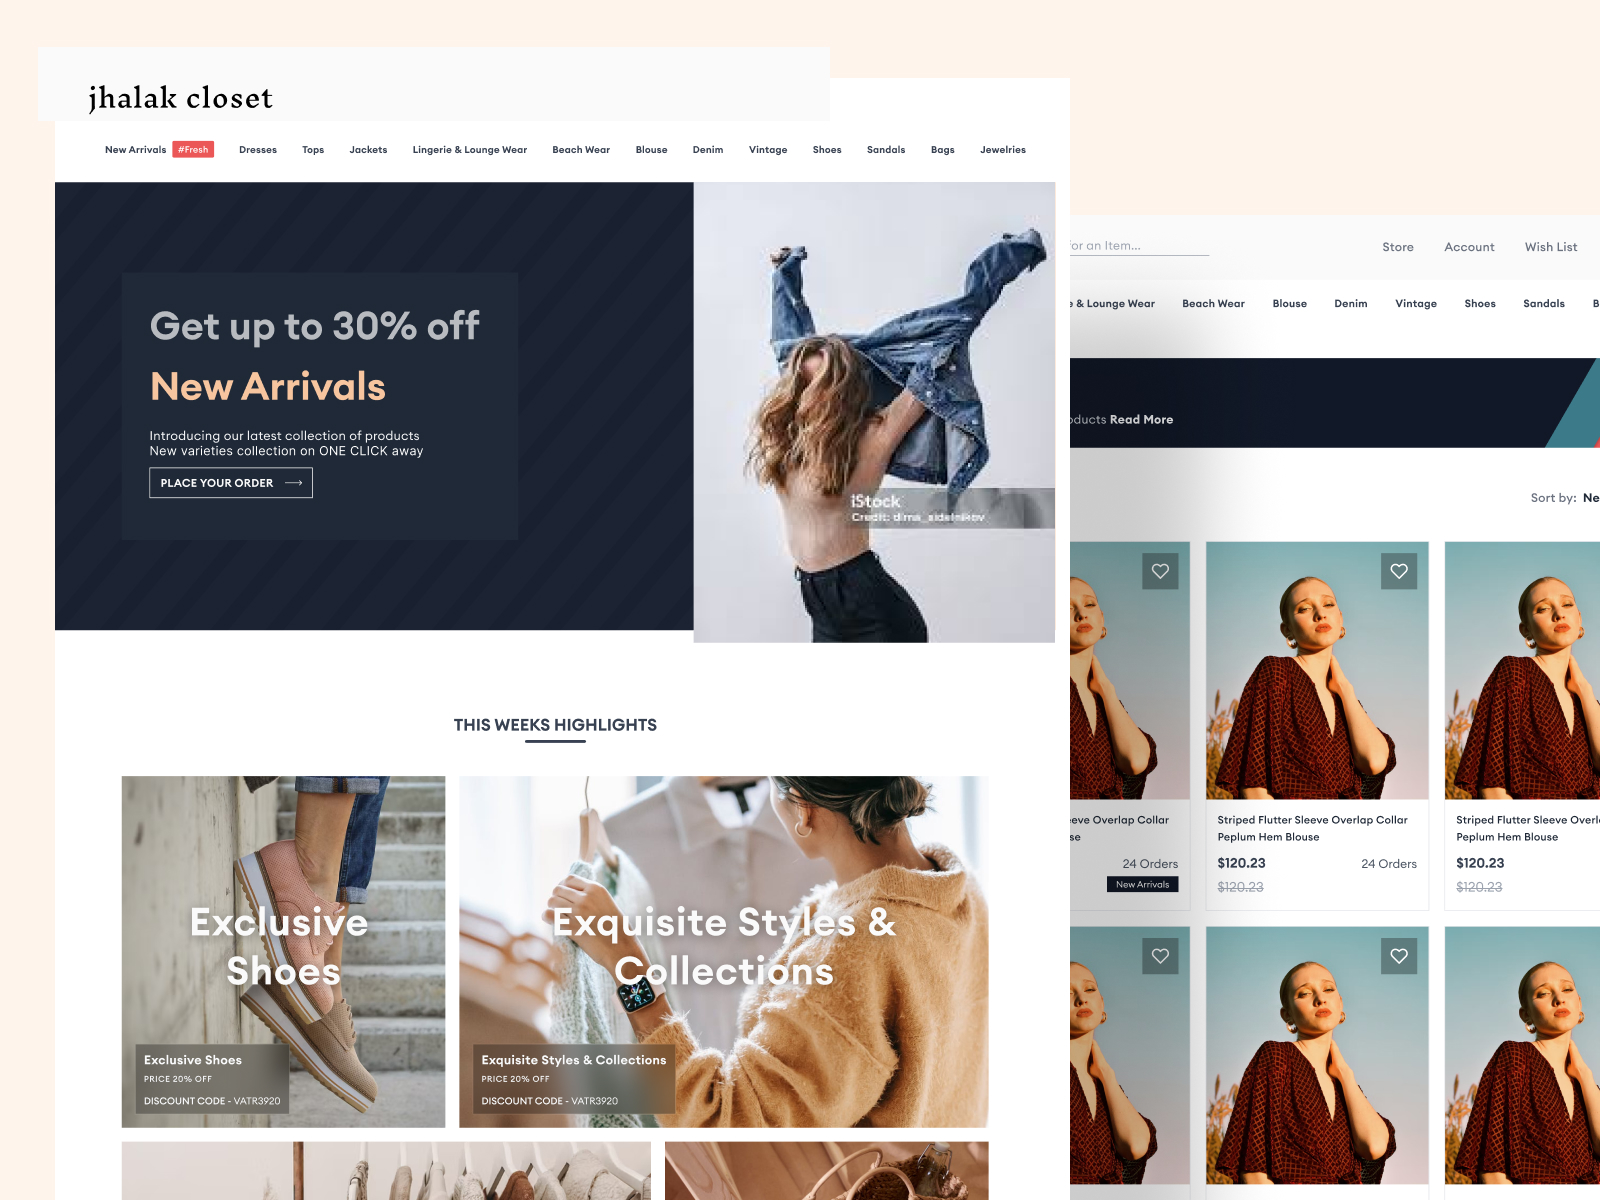 jhalak closet
New Arrivals #Fresh Dresses Tops Jackets Lingerie & Lounge Wear Beach Wear Blouse Denim Vintage Shoes Sandals Bags Jewelries
Get up to 30% off
New Arrivals
Introducing our latest collection of products
New varieties collection on ONE CLICK away
PLACE YOUR ORDER
iStock
Credit: dima_sidelnikov
THIS WEEKS HIGHLIGHTS
Exclusive
Shoes
Exclusive Shoes
PRICE 20% OFF
DISCOUNT CODE - VATR3920
Exquisite Styles &
Collections
Exquisite Styles & Collections
PRICE 20% OFF
DISCOUNT CODE - VATR3920
for an Item...
Store Account Wish List
& Lounge Wear Beach Wear Blouse Denim Vintage Shoes Sandals
Read More
Sort by:
Overlap Collar
24 Orders
New Arrivals
Striped Flutter Sleeve Overlap Collar
Peplum Hem Blouse
$120.23 24 Orders
$120.23
Striped Flutter Sleeve
Peplum Hem Blouse
$120.23
$120.23